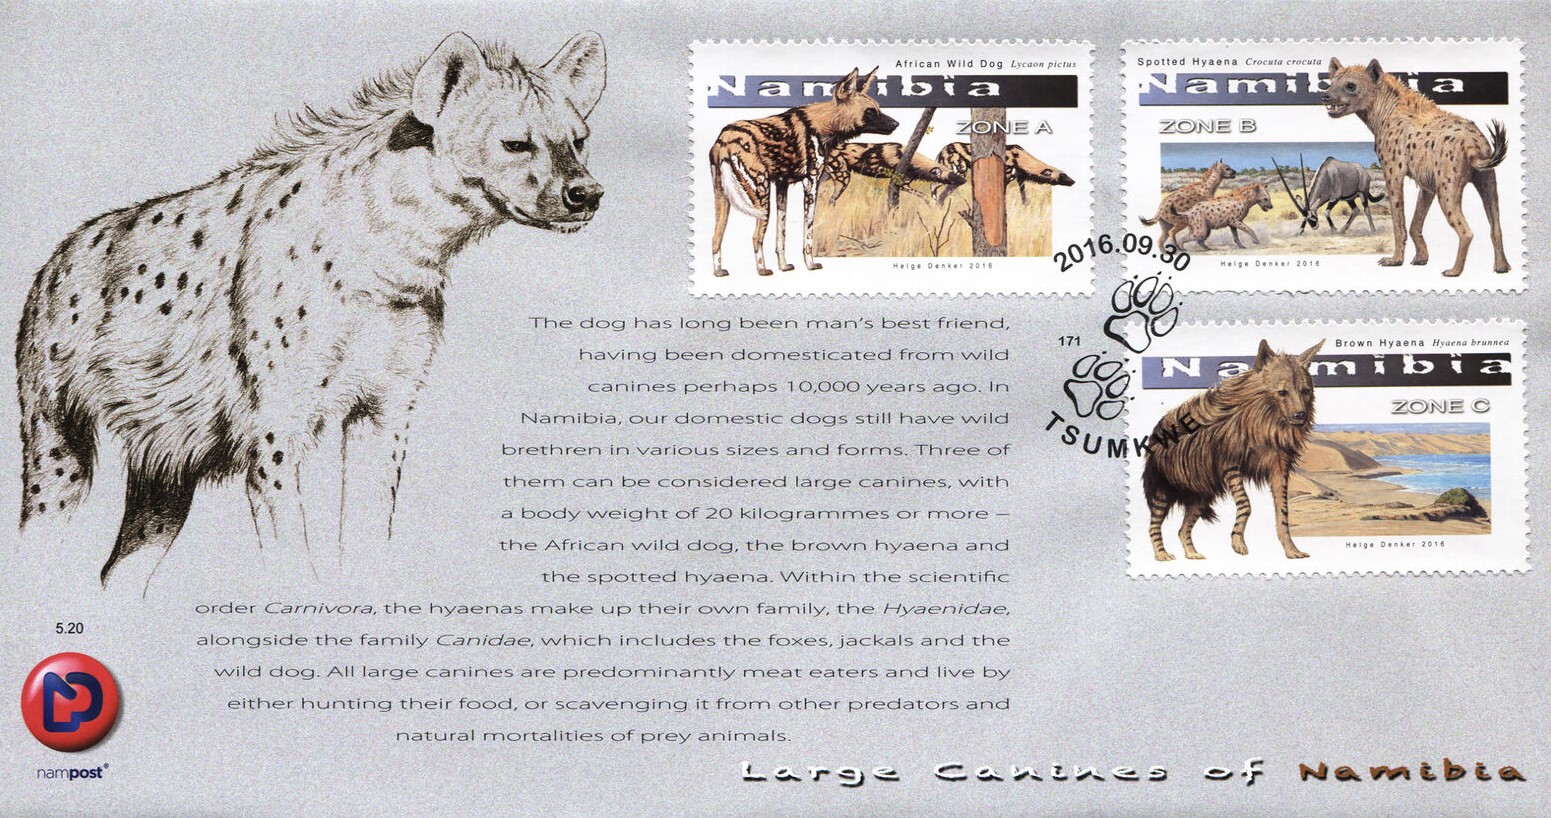 African Wild Dog Lycaon pictus
Namibia
ZONE A
Helge Denker 2016
Spotted Hyaena Crocuta crocuta
Namibia
ZONE B
Helge Denker 2016
2016.09.30
171
TSUMKWE
Brown Hyaena Hyaena brunnea
Namibia
ZONE C
Helge Denker 2016
The dog has long been man's best friend,
having been domesticated from wild
canines perhaps 10,000 years ago. In
Namibia, our domestic dogs still have wild
brethren in various sizes and forms. Three of
them can be considered large canines, with
a body weight of 20 kilogrammes or more –
the African wild dog, the brown hyaena and
the spotted hyaena. Within the scientific
order Carnivora, the hyaenas make up their own family, the Hyaenidae,
alongside the family Canidae, which includes the foxes, jackals and the
wild dog. All large canines are predominantly meat eaters and live by
either hunting their food, or scavenging it from other predators and
natural mortalities of prey animals.
5.20
nampost®
Large Canines of Namibia